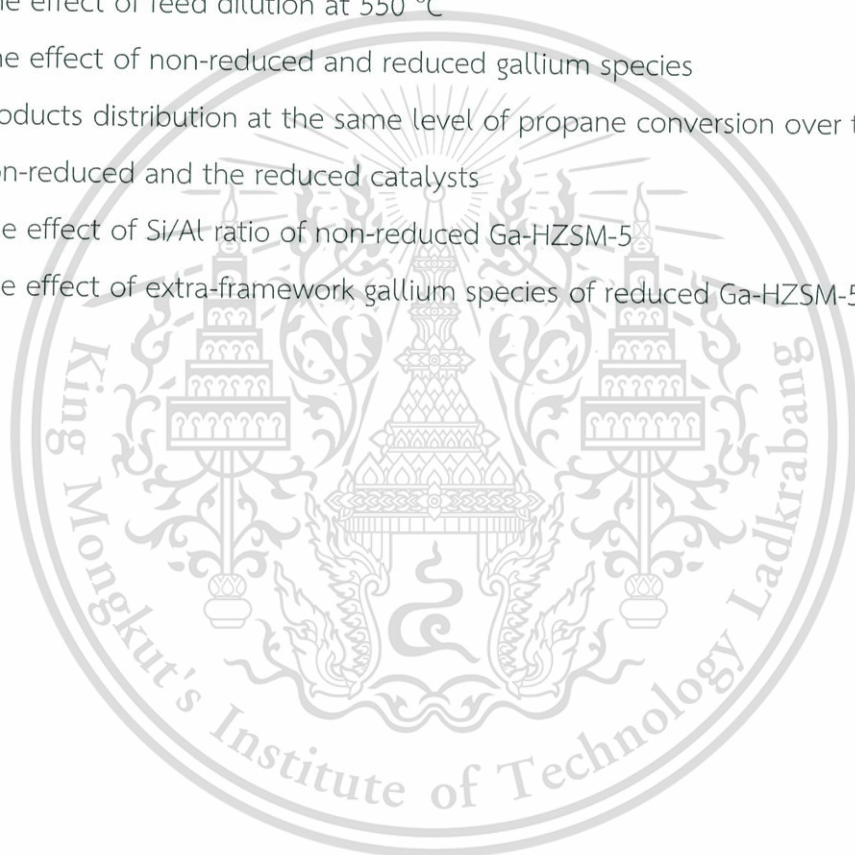 he effect of feed dilution at 550 °C
he effect of non-reduced and reduced gallium species
oducts distribution at the same level of propane conversion over t
on-reduced and the reduced catalysts
e effect of Si/Al ratio of non-reduced Ga-HZSM-5
e effect of extra-framework gallium species of reduced Ga-HZSM-5
King Mongkut's Institute of Technology Ladkrabang